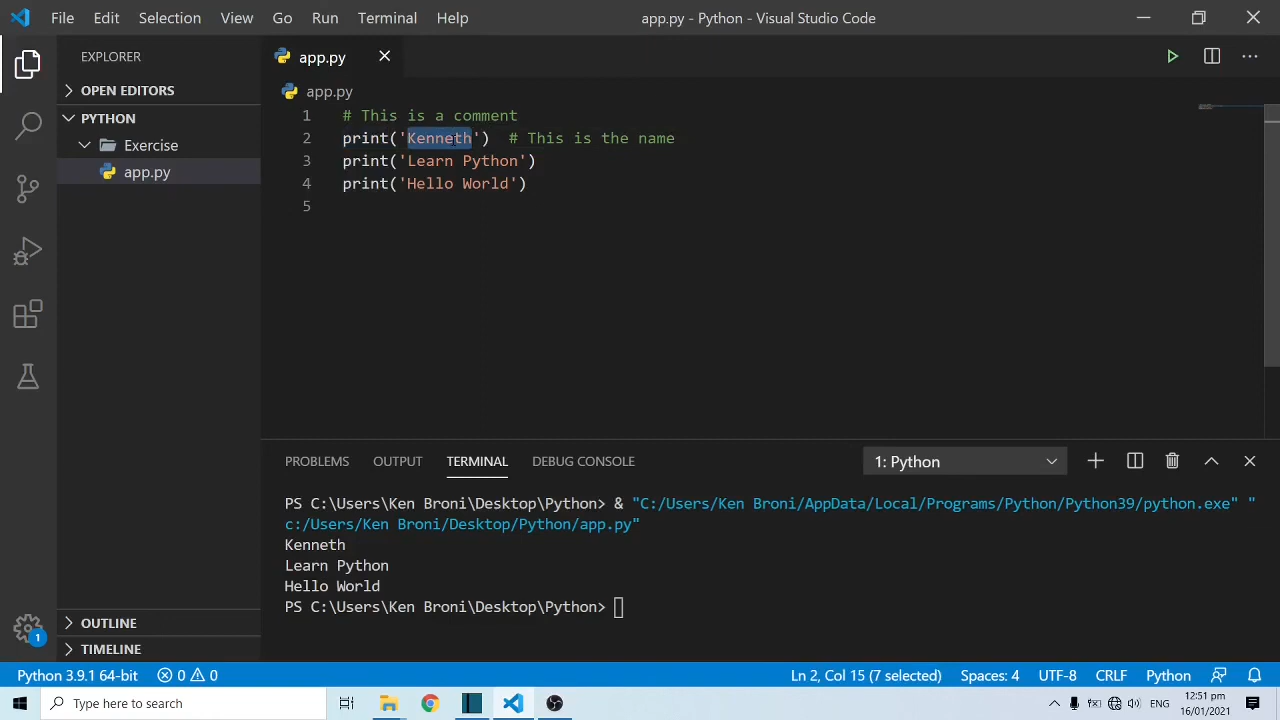 File Edit Selection View Go Run Terminal Help app.py - Python - Visual Studio Code
EXPLORER
OPEN EDITORS
PYTHON
Exercise
app.py
OUTLINE
TIMELINE
app.py
app.py
1 # This is a comment
2 print('Kenneth') # This is the name
3 print('Learn Python')
4 print('Hello World')
5
PROBLEMS OUTPUT TERMINAL DEBUG CONSOLE 1: Python
PS C:\Users\Ken Broni\Desktop\Python> & "C:/Users/Ken Broni/AppData/Local/Programs/Python/Python39/python.exe" "
c:/Users/Ken Broni/Desktop/Python/app.py"
Kenneth
Learn Python
Hello World
PS C:\Users\Ken Broni\Desktop\Python>
1
Python 3.9.1 64-bit 0 0 Ln 2, Col 15 (7 selected) Spaces: 4 UTF-8 CRLF Python
Type here to search ENG 12:51 pm
16/01/2021